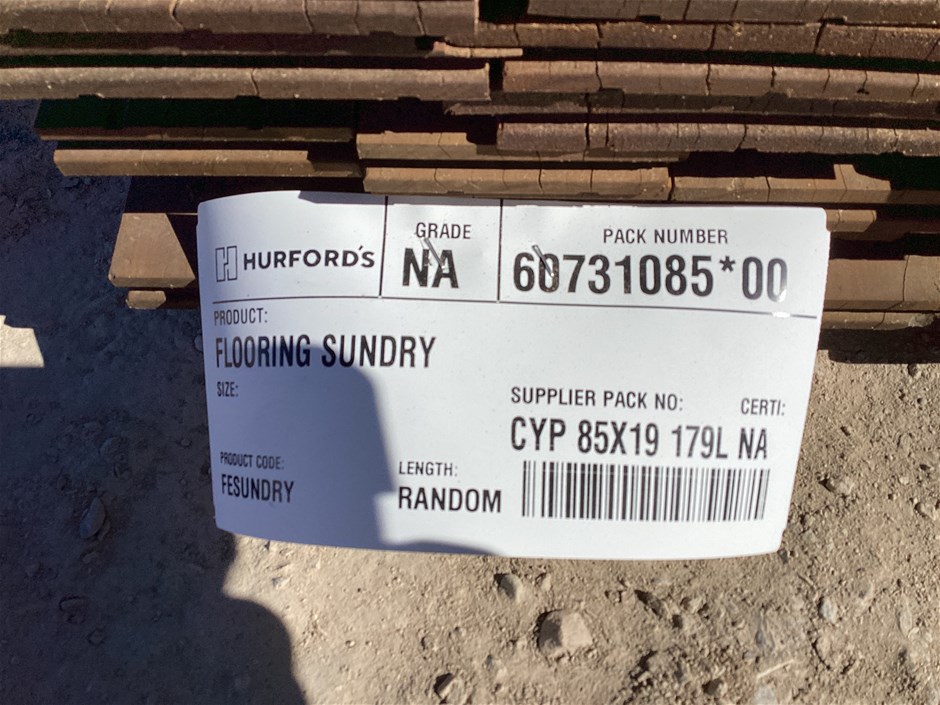 HURFORD'S
GRADE
NA
PACK NUMBER
60731085*00
PRODUCT:
FLOORING SUNDRY
SIZE:
SUPPLIER PACK NO: CERTI:
CYP 85X19 179L NA
PRODUCT CODE:
FESUNDRY
LENGTH:
RANDOM